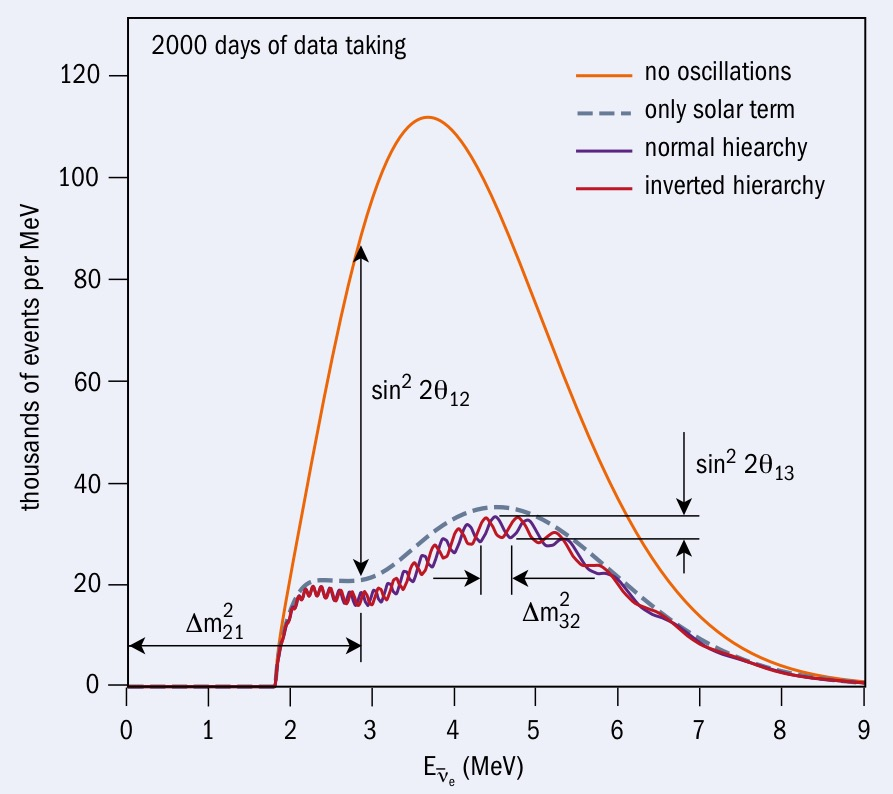 2000 days of data taking
no oscillations
only solar term
normal hiearchy
inverted hierarchy
thousands of events per MeV
120
100
80
60
40
20
0
sin² 2θ₁₂
sin² 2θ₁₃
Δm²₂₁
Δm²₃₂
0 1 2 3 4 5 6 7 8 9
E_ν̄ₑ (MeV)